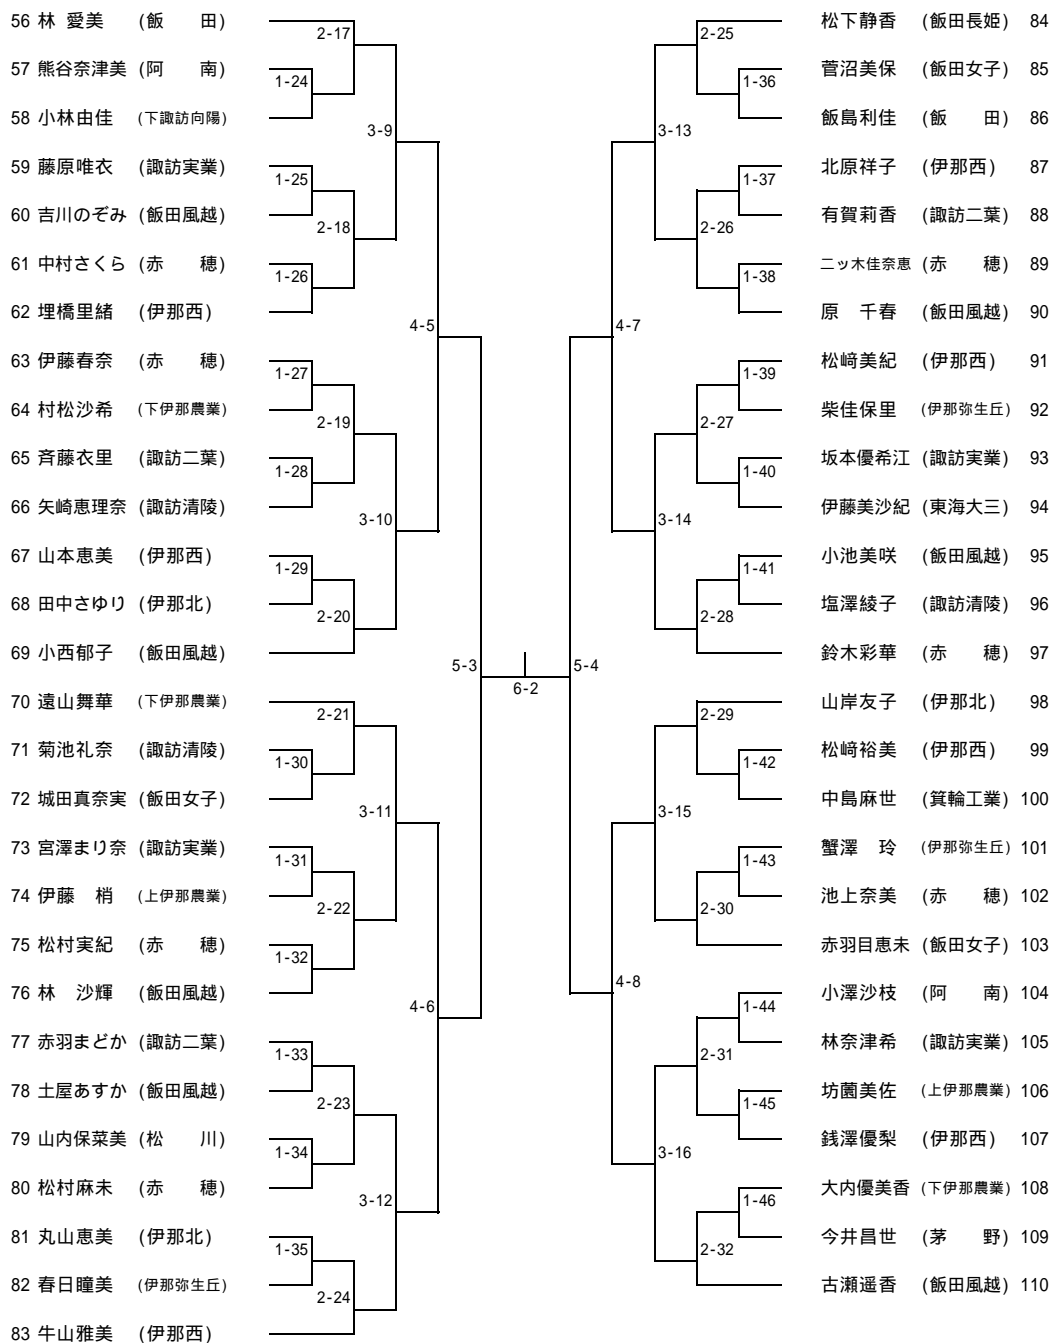 56 林 愛美 (飯 田)
57 熊谷奈津美 (阿 南)
58 小林由佳 (下諏訪向陽)
59 藤原唯衣 (諏訪実業)
60 吉川のぞみ (飯田風越)
61 中村さくら (赤 穂)
62 埋橋里緒 (伊那西)
63 伊藤春奈 (赤 穂)
64 村松沙希 (下伊那農業)
65 斉藤衣里 (諏訪二葉)
66 矢崎恵理奈 (諏訪清陵)
67 山本恵美 (伊那西)
68 田中さゆり (伊那北)
69 小西郁子 (飯田風越)
70 遠山舞華 (下伊那農業)
71 菊池礼奈 (諏訪清陵)
72 城田真奈実 (飯田女子)
73 宮澤まり奈 (諏訪実業)
74 伊藤 梢 (上伊那農業)
75 松村実紀 (赤 穂)
76 林 沙輝 (飯田風越)
77 赤羽まどか (諏訪二葉)
78 土屋あすか (飯田風越)
79 山内保菜美 (松 川)
80 松村麻未 (赤 穂)
81 丸山恵美 (伊那北)
82 春日瞳美 (伊那弥生丘)
83 牛山雅美 (伊那西)
2-17
1-24
3-9
1-25
2-18
1-26
4-5
1-27
2-19
1-28
3-10
1-29
2-20
5-3
2-21
1-30
3-11
1-31
2-22
1-32
4-6
1-33
2-23
1-34
3-12
1-35
2-24
6-2
2-25
1-36
3-13
1-37
2-26
1-38
4-7
1-39
2-27
1-40
3-14
1-41
2-28
5-4
2-29
1-42
3-15
1-43
2-30
4-8
1-44
2-31
1-45
3-16
1-46
2-32
松下静香 (飯田長姫) 84
菅沼美保 (飯田女子) 85
飯島利佳 (飯 田) 86
北原祥子 (伊那西) 87
有賀莉香 (諏訪二葉) 88
二ッ木佳奈恵 (赤 穂) 89
原 千春 (飯田風越) 90
松﨑美紀 (伊那西) 91
柴佳保里 (伊那弥生丘) 92
坂本優希江 (諏訪実業) 93
伊藤美沙紀 (東海大三) 94
小池美咲 (飯田風越) 95
塩澤綾子 (諏訪清陵) 96
鈴木彩華 (赤 穂) 97
山岸友子 (伊那北) 98
松﨑裕美 (伊那西) 99
中島麻世 (箕輪工業) 100
蟹澤 玲 (伊那弥生丘) 101
池上奈美 (赤 穂) 102
赤羽目恵未 (飯田女子) 103
小澤沙枝 (阿 南) 104
林奈津希 (諏訪実業) 105
坊薗美佐 (上伊那農業) 106
銭澤優梨 (伊那西) 107
大内優美香 (下伊那農業) 108
今井昌世 (茅 野) 109
古瀬遥香 (飯田風越) 110